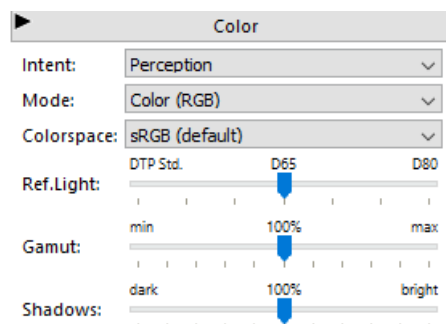 Color
Intent: Perception
Mode: Color (RGB)
Colorspace: sRGB (default)
DTP Std. D65 D80
Ref.Light:
min 100% max
Gamut:
dark 100% bright
Shadows: